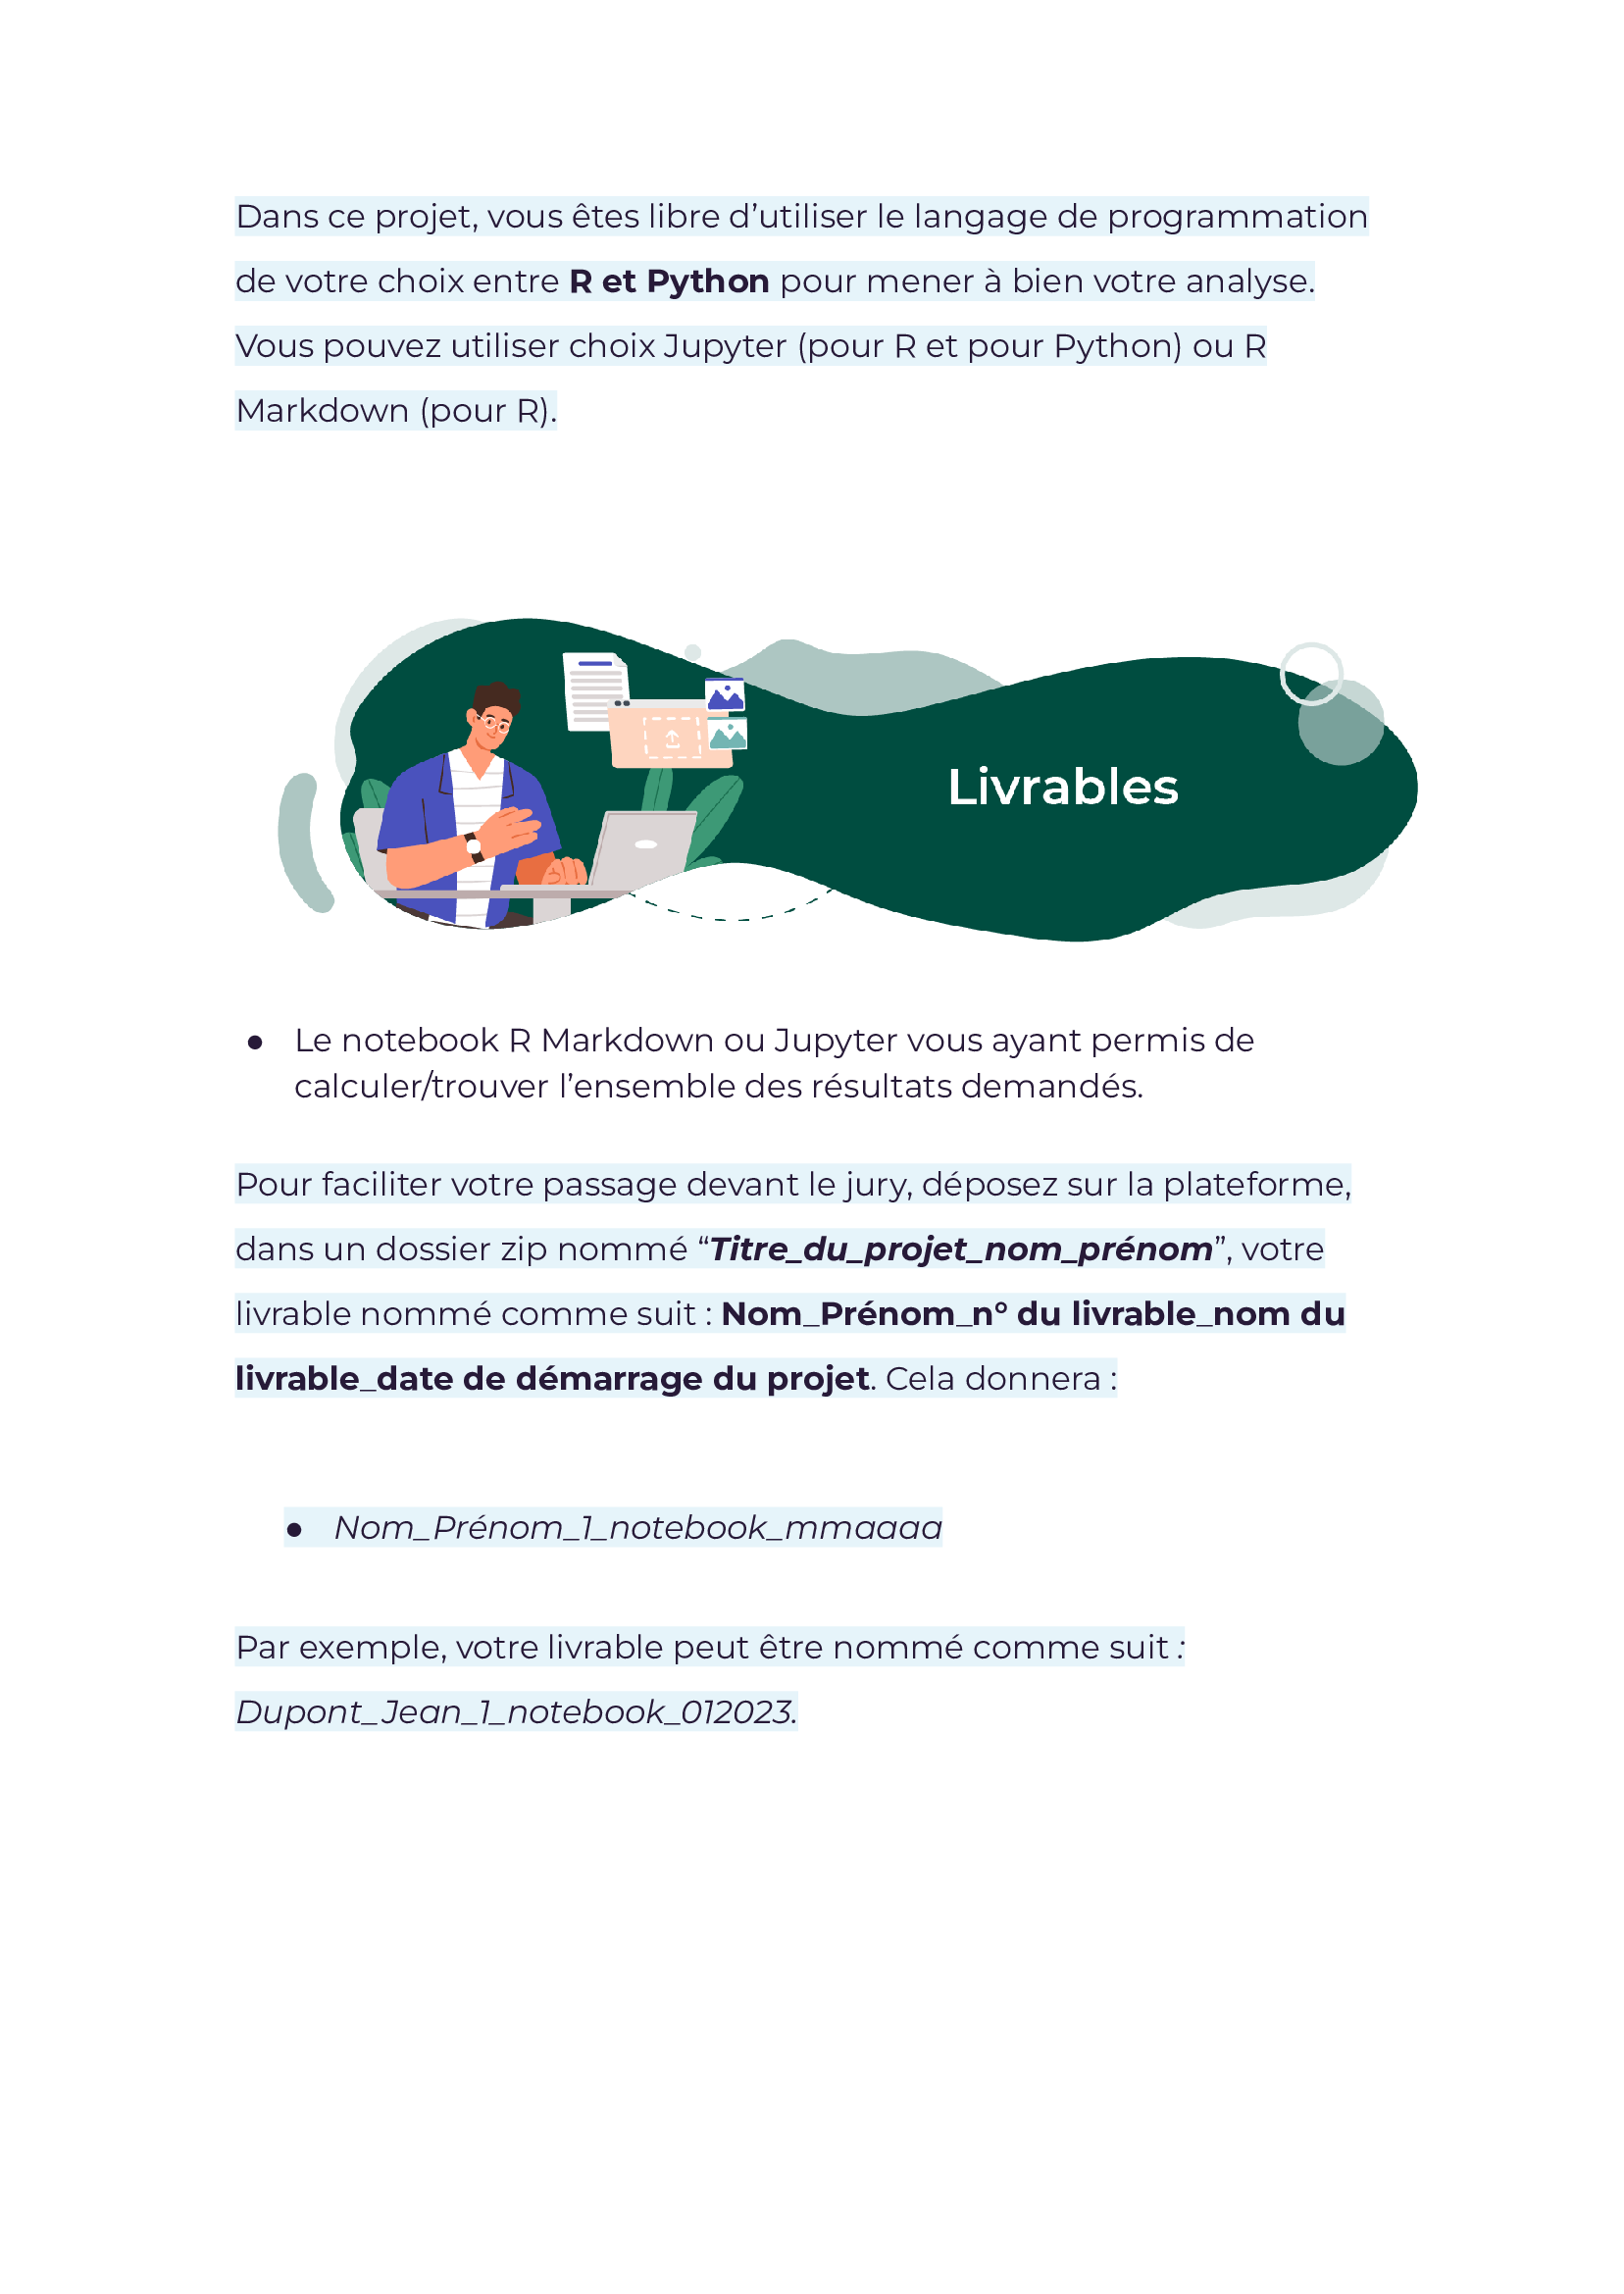 Dans ce projet, vous êtes libre d’utiliser le langage de programmation
de votre choix entre R et Python pour mener à bien votre analyse.
Vous pouvez utiliser choix Jupyter (pour R et pour Python) ou R
Markdown (pour R).
Livrables
● Le notebook R Markdown ou Jupyter vous ayant permis de
calculer/trouver l’ensemble des résultats demandés.
Pour faciliter votre passage devant le jury, déposez sur la plateforme,
dans un dossier zip nommé “Titre_du_projet_nom_prénom”, votre
livrable nommé comme suit : Nom_Prénom_n° du livrable_nom du
livrable_date de démarrage du projet. Cela donnera :
● Nom_Prénom_1_notebook_mmaaaa
Par exemple, votre livrable peut être nommé comme suit :
Dupont_Jean_1_notebook_012023.